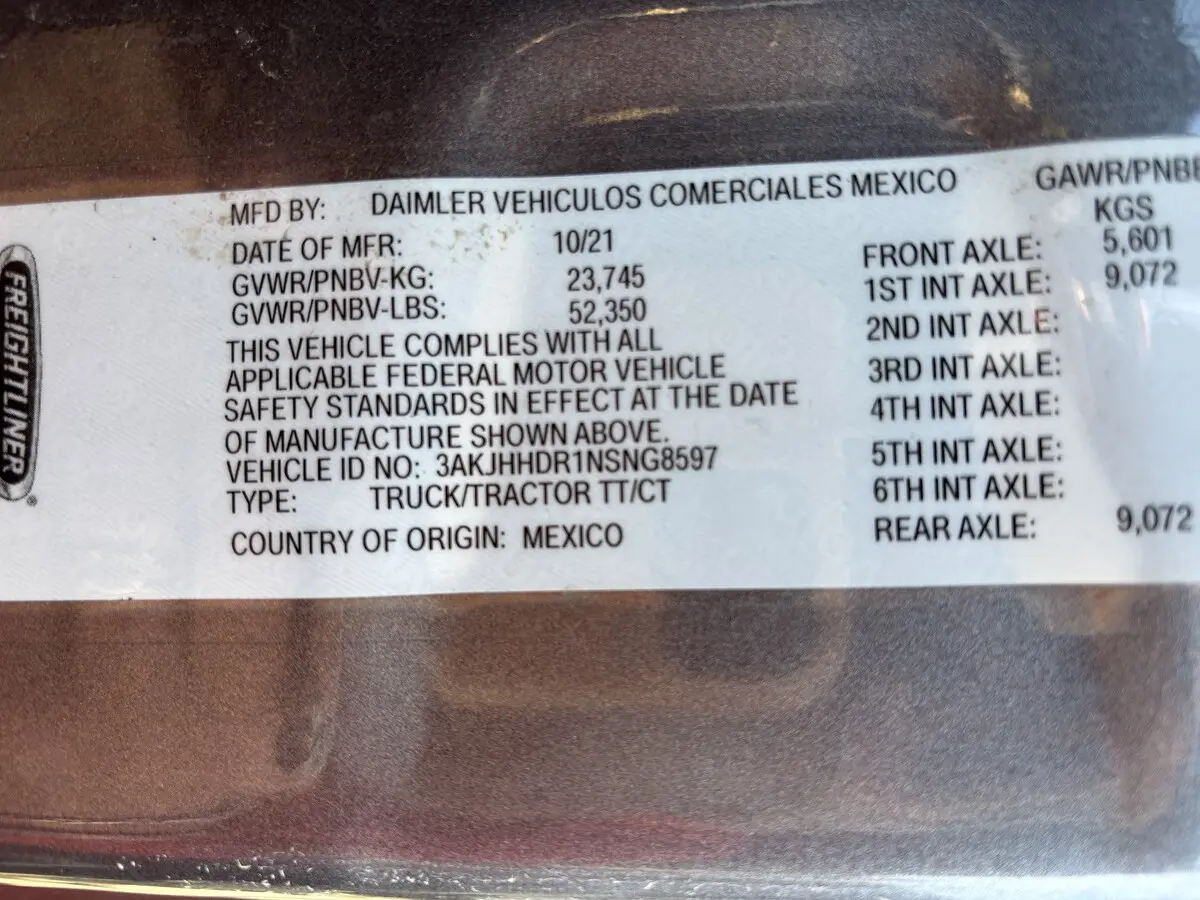 FREIGHTLINER®
MFD BY: DAIMLER VEHICULOS COMERCIALES MEXICO
DATE OF MFR: 10/21
GVWR/PNBV-KG: 23,745
GVWR/PNBV-LBS: 52,350
THIS VEHICLE COMPLIES WITH ALL
APPLICABLE FEDERAL MOTOR VEHICLE
SAFETY STANDARDS IN EFFECT AT THE DATE
OF MANUFACTURE SHOWN ABOVE.
VEHICLE ID NO: 3AKJHHDR1NSNG8597
TYPE: TRUCK/TRACTOR TT/CT
COUNTRY OF ORIGIN: MEXICO
GAWR/PNBE
KGS
FRONT AXLE: 5,601
1ST INT AXLE: 9,072
2ND INT AXLE:
3RD INT AXLE:
4TH INT AXLE:
5TH INT AXLE:
6TH INT AXLE:
REAR AXLE: 9,072